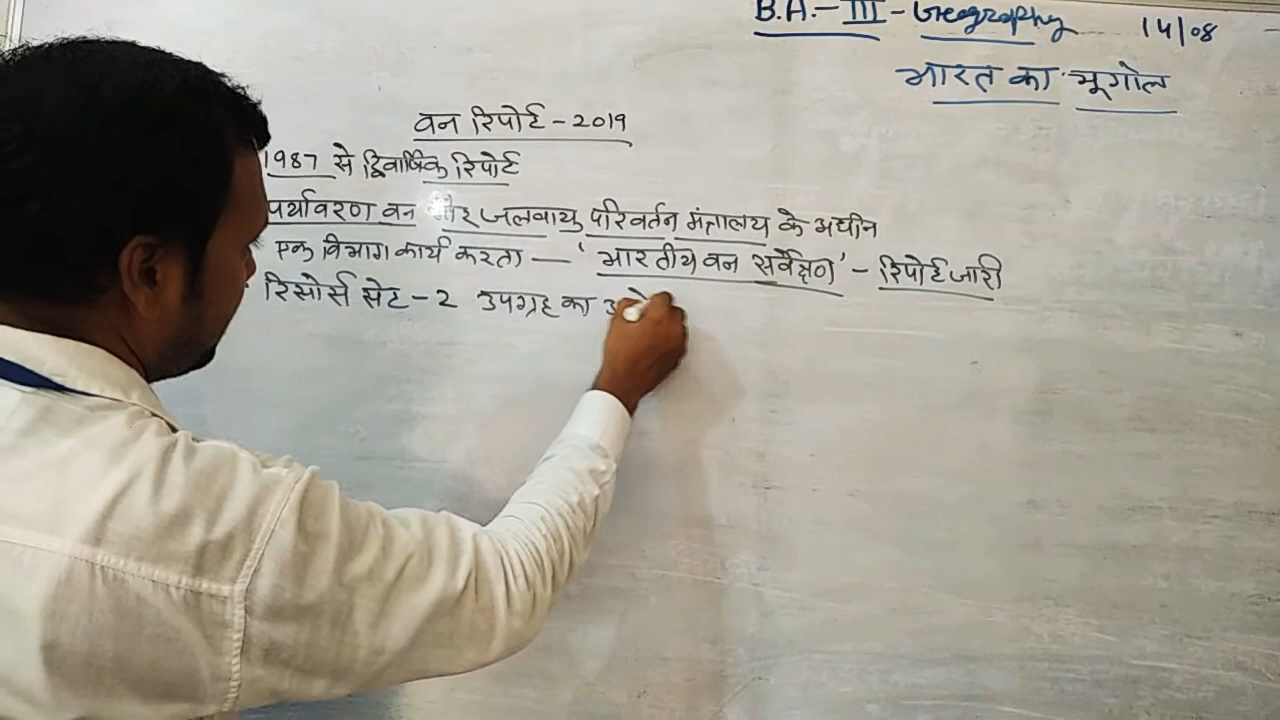 B.A.-III-Geography 14/08
भारत का भूगोल
वन रिपोर्ट-2019
1987 से द्विवार्षिक रिपोर्ट
पर्यावरण वन और जलवायु परिवर्तन मंत्रालय के अधीन
एक विभाग कार्य करता — 'भारतीय वन सर्वेक्षण' - रिपोर्ट जारी
रिसोर्स सेट-2 उपग्रह का